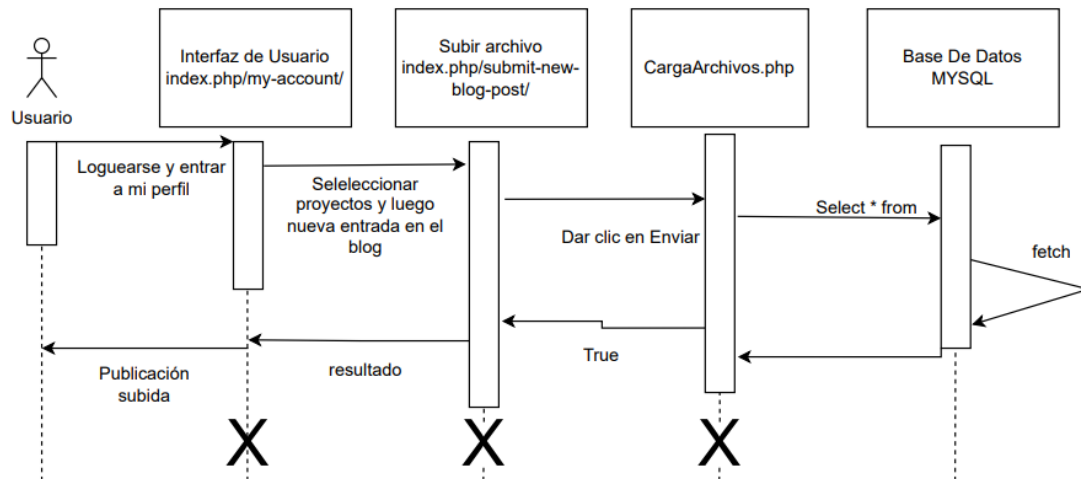 Interfaz de Usuario
index.php/my-account/
Subir archivo
index.php/submit-new-
blog-post/
CargaArchivos.php
Base De Datos
MYSQL
Usuario
Loguearse y entrar
a mi perfil
Seleleccionar
proyectos y luego
nueva entrada en el
blog
Dar clic en Enviar
Select * from
fetch
True
resultado
Publicación
subida
X
X
X